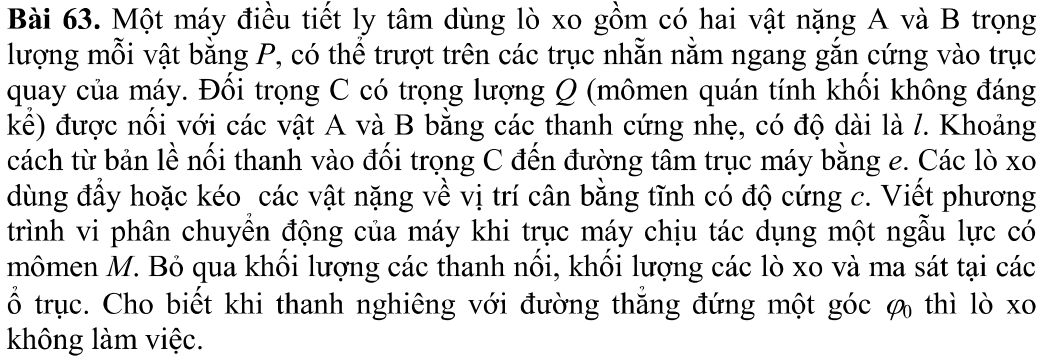 Bài 63. Một máy điều tiết ly tâm dùng lò xo gồm có hai vật nặng A và B trọng
lượng mỗi vật bằng P, có thể trượt trên các trục nhẵn nằm ngang gắn cứng vào trục
quay của máy. Đối trọng C có trọng lượng Q (mômen quán tính khối không đáng
kể) được nối với các vật A và B bằng các thanh cứng nhẹ, có độ dài là l. Khoảng
cách từ bản lề nối thanh vào đối trọng C đến đường tâm trục máy bằng e. Các lò xo
dùng đẩy hoặc kéo các vật nặng về vị trí cân bằng tĩnh có độ cứng c. Viết phương
trình vi phân chuyển động của máy khi trục máy chịu tác dụng một ngẫu lực có
mômen M. Bỏ qua khối lượng các thanh nối, khối lượng các lò xo và ma sát tại các
ổ trục. Cho biết khi thanh nghiêng với đường thẳng đứng một góc φ₀ thì lò xo
không làm việc.